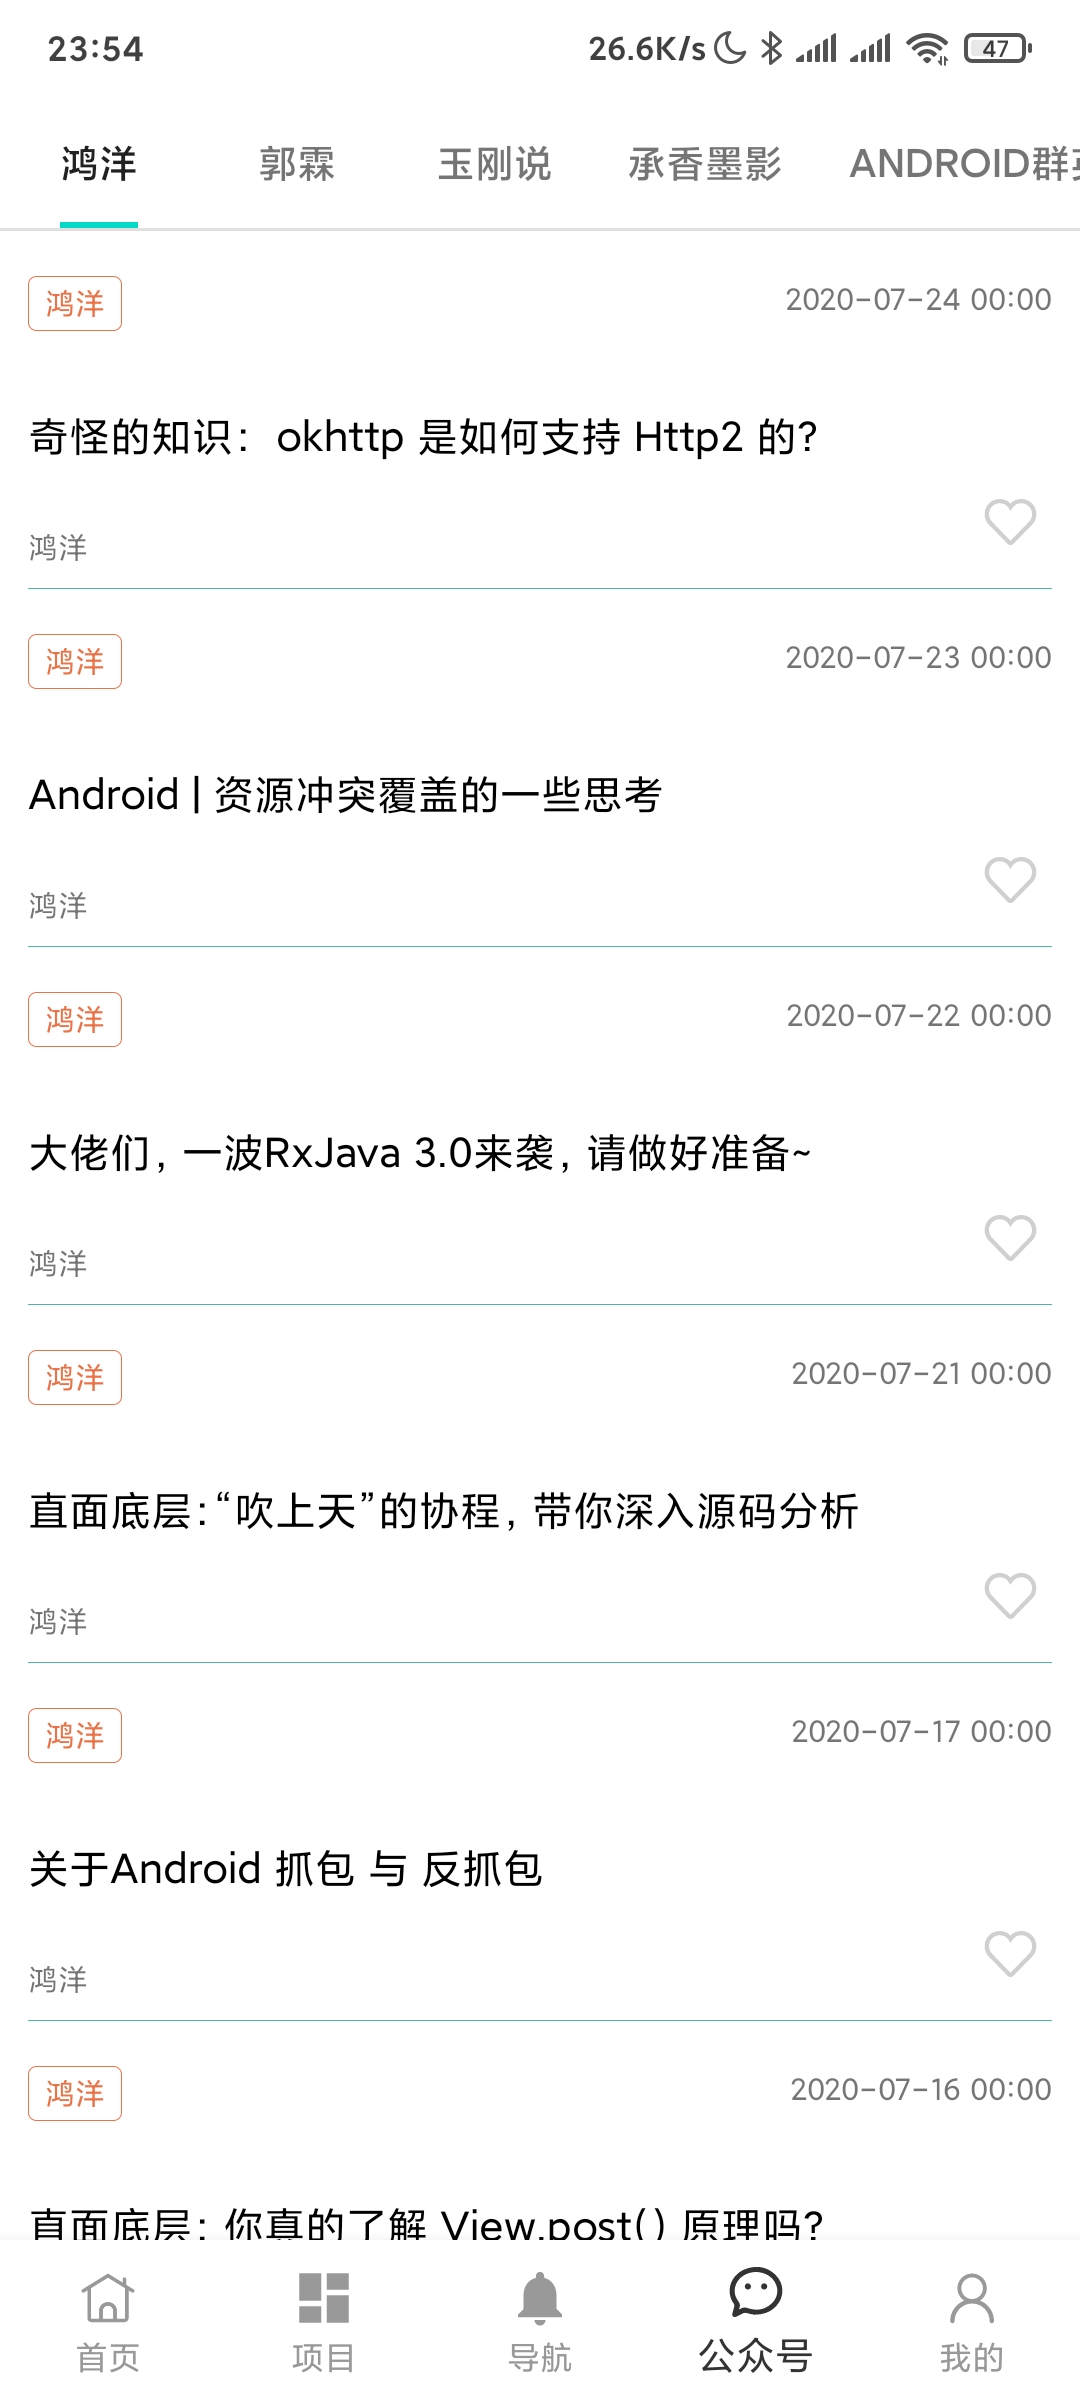 23:54 26.6K/s 47
鸿洋 郭霖 玉刚说 承香墨影 ANDROID群
鸿洋 2020-07-24 00:00
奇怪的知识：okhttp 是如何支持 Http2 的?
鸿洋
鸿洋 2020-07-23 00:00
Android | 资源冲突覆盖的一些思考
鸿洋
鸿洋 2020-07-22 00:00
大佬们，一波RxJava 3.0来袭，请做好准备~
鸿洋
鸿洋 2020-07-21 00:00
直面底层：“吹上天”的协程，带你深入源码分析
鸿洋
鸿洋 2020-07-17 00:00
关于Android 抓包 与 反抓包
鸿洋
鸿洋 2020-07-16 00:00
直面底层：你真的了解 View.post() 原理吗?
首页 项目 导航 公众号 我的